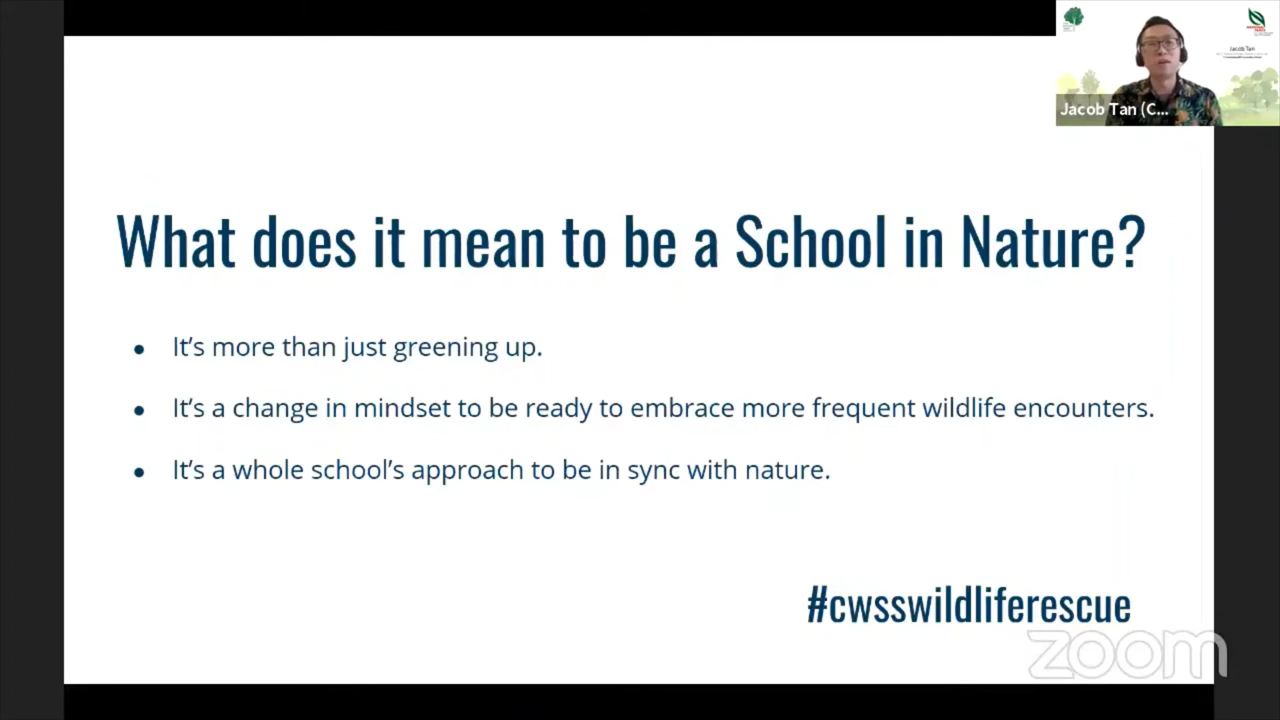 Jacob Tan
Jacob Tan (C...
What does it mean to be a School in Nature?
● It’s more than just greening up.
● It’s a change in mindset to be ready to embrace more frequent wildlife encounters.
● It’s a whole school’s approach to be in sync with nature.
#cwsswildliferescue
zoom